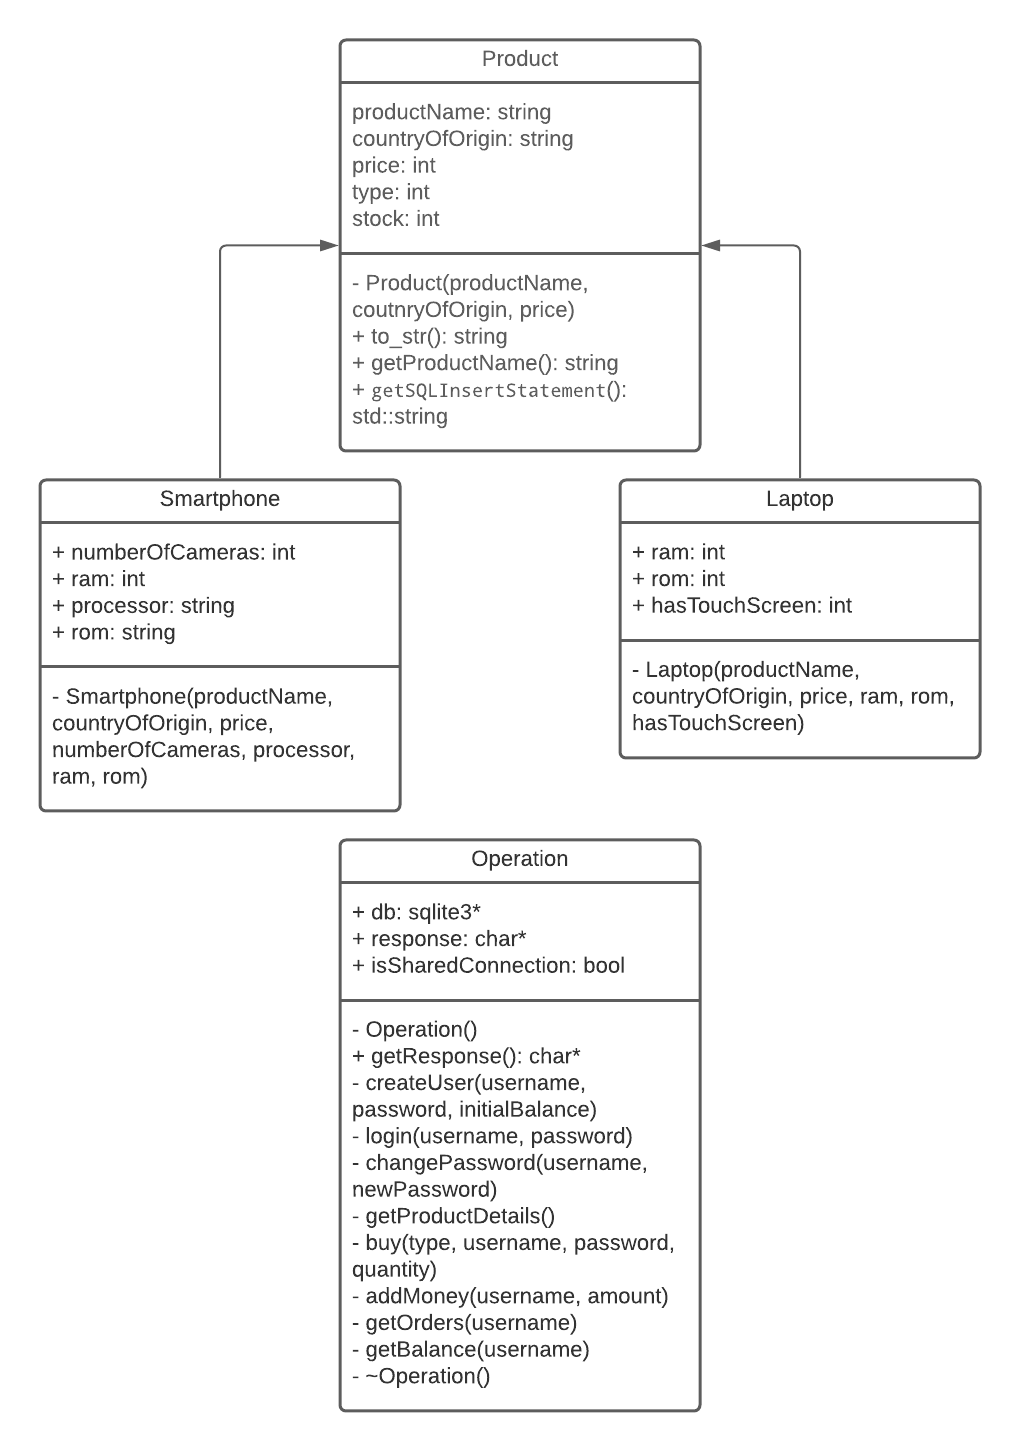 Product
productName: string
countryOfOrigin: string
price: int
type: int
stock: int
- Product(productName,
coutnryOfOrigin, price)
+ to_str(): string
+ getProductName(): string
+ getSQLInsertStatement():
std::string
Smartphone
+ numberOfCameras: int
+ ram: int
+ processor: string
+ rom: string
- Smartphone(productName,
countryOfOrigin, price,
numberOfCameras, processor,
ram, rom)
Laptop
+ ram: int
+ rom: int
+ hasTouchScreen: int
- Laptop(productName,
countryOfOrigin, price, ram, rom,
hasTouchScreen)
Operation
+ db: sqlite3*
+ response: char*
+ isSharedConnection: bool
- Operation()
+ getResponse(): char*
- createUser(username,
password, initialBalance)
- login(username, password)
- changePassword(username,
newPassword)
- getProductDetails()
- buy(type, username, password,
quantity)
- addMoney(username, amount)
- getOrders(username)
- getBalance(username)
- ~Operation()